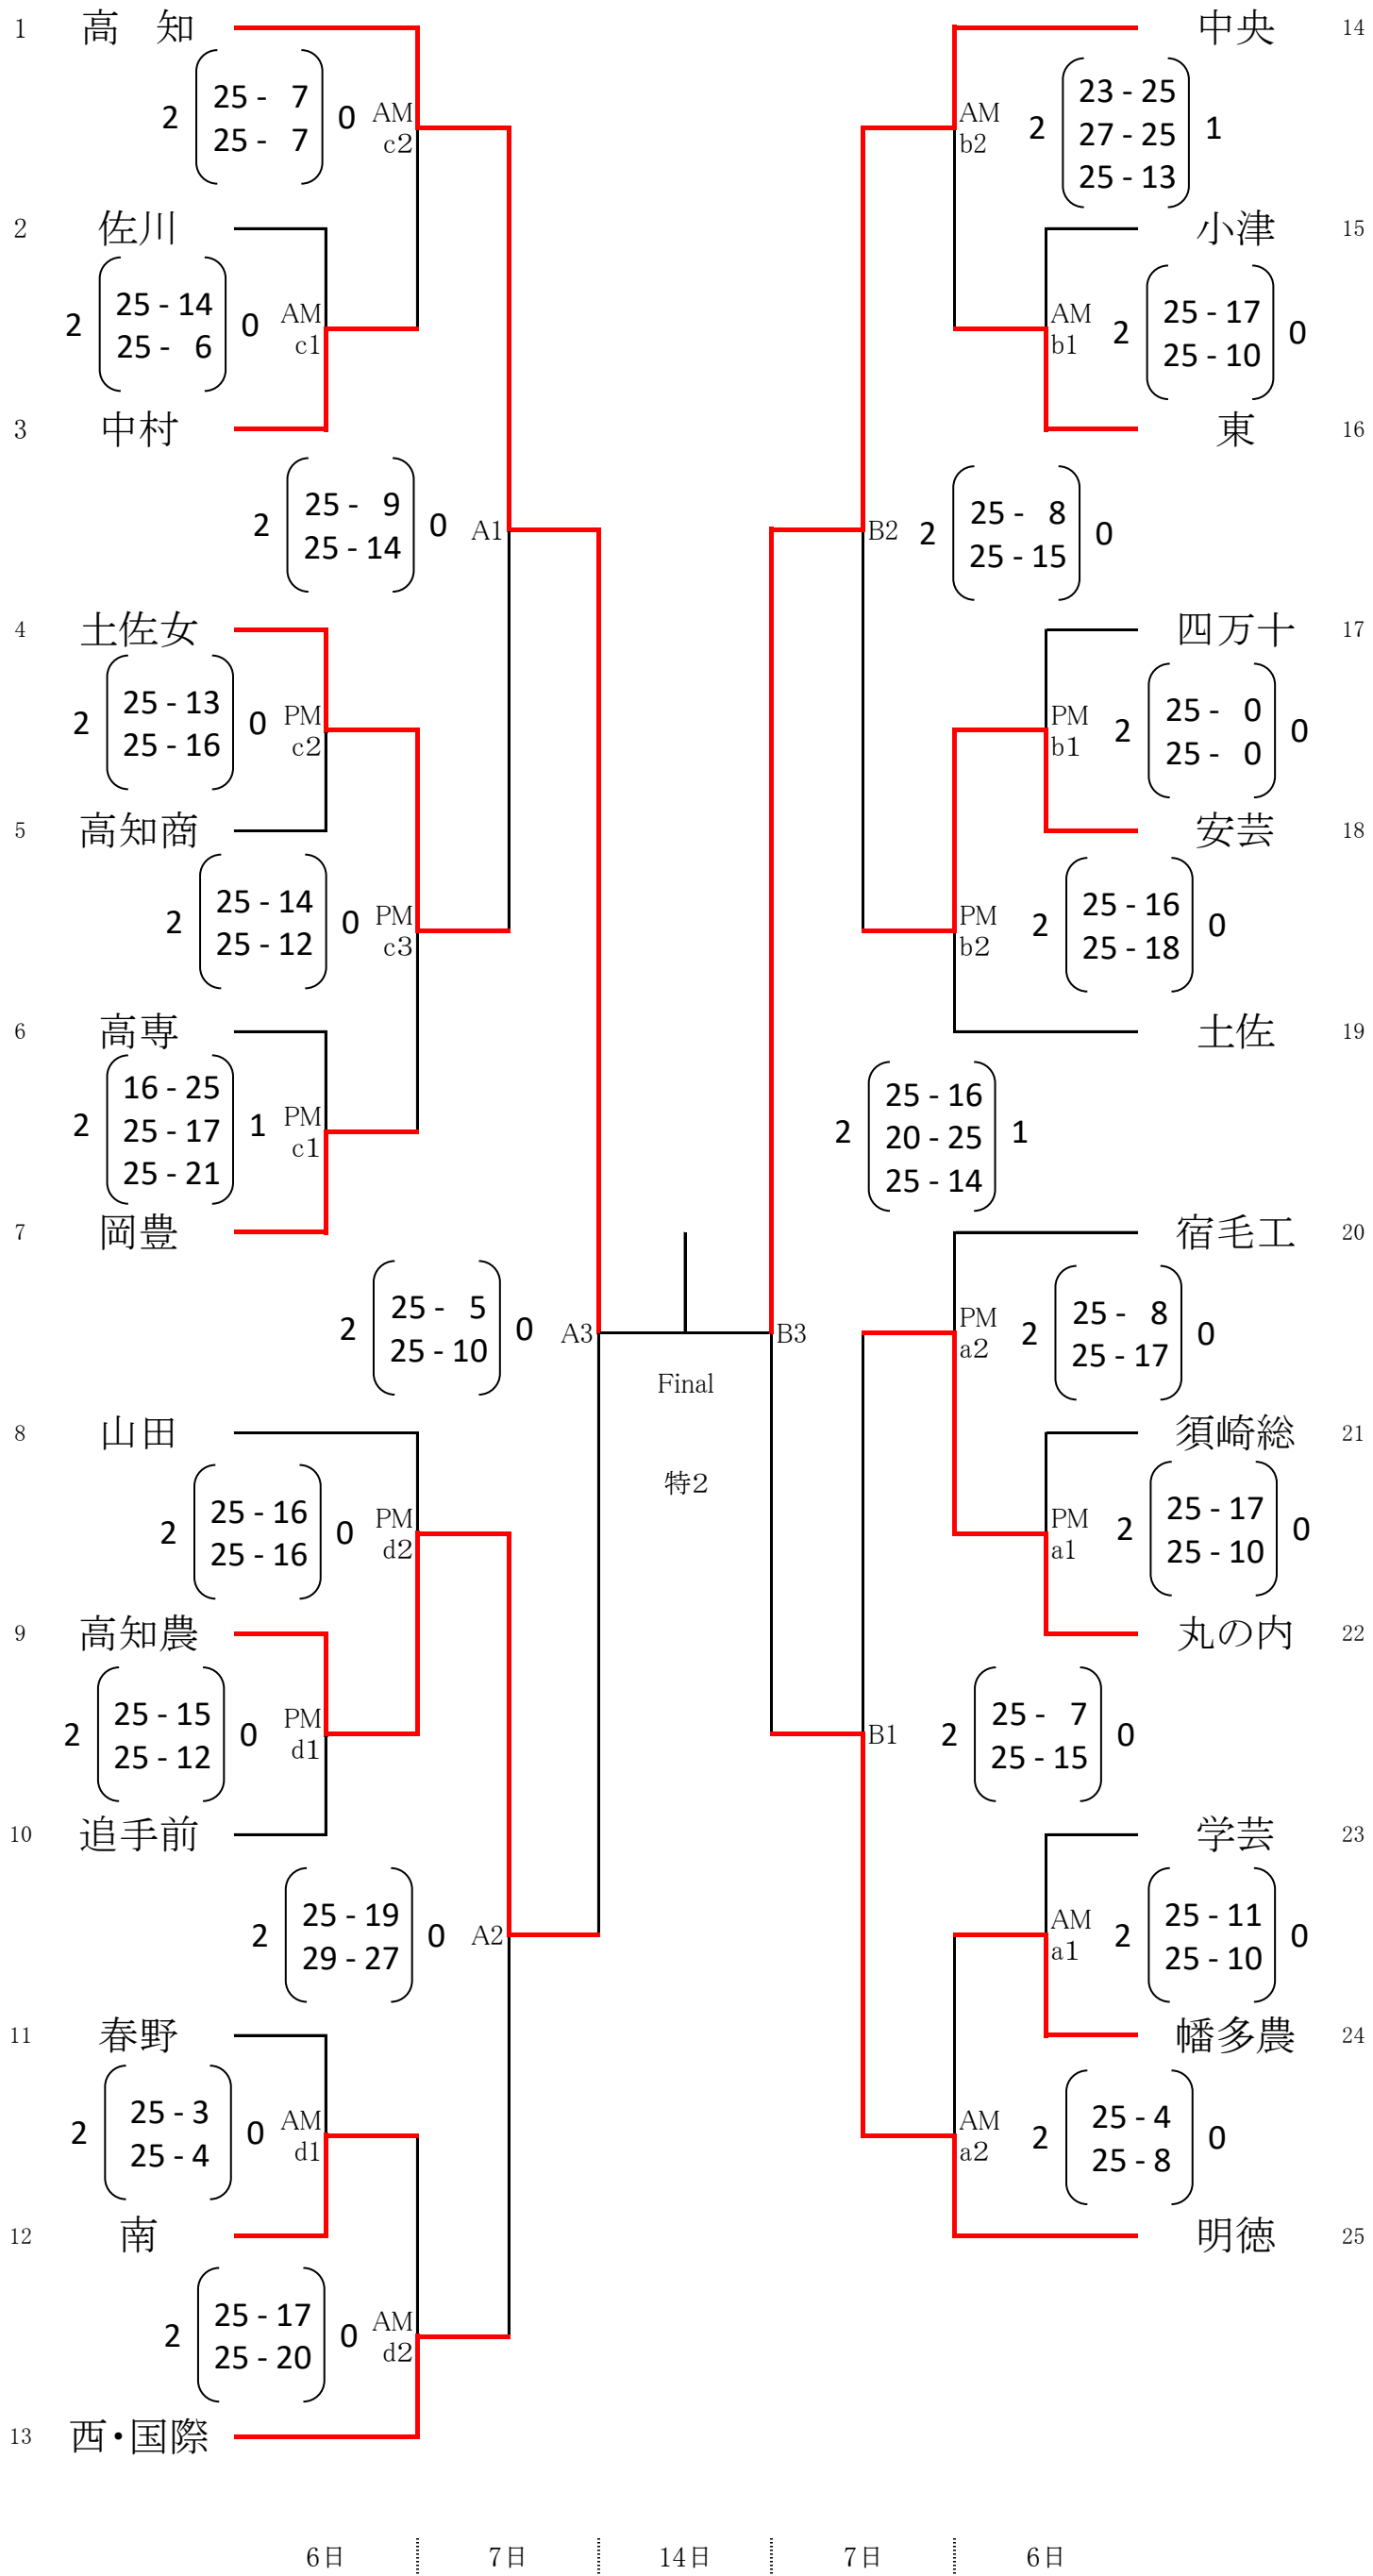 1 高　知
2 25 - 7 0 AM
25 - 7 c2
2 佐川
2 25 - 14 0 AM
25 - 6 c1
3 中村
2 25 - 9 0 A1
25 - 14
4 土佐女
2 25 - 13 0 PM
25 - 16 c2
5 高知商
2 25 - 14 0 PM
25 - 12 c3
6 高専
16 - 25
2 25 - 17 1 PM
25 - 21 c1
7 岡豊
2 25 - 5 0 A3
25 - 10
8 山田
2 25 - 16 0 PM
25 - 16 d2
9 高知農
2 25 - 15 0 PM
25 - 12 d1
10 追手前
2 25 - 19 0 A2
29 - 27
11 春野
2 25 - 3 0 AM
25 - 4 d1
12 南
2 25 - 17 0 AM
25 - 20 d2
13 西・国際
Final
特2
中央 14
23 - 25
AM b2 2 27 - 25 1
25 - 13
小津 15
AM 2 25 - 17 0
b1 25 - 10
東 16
B2 2 25 - 8 0
25 - 15
四万十 17
PM 2 25 - 0 0
b1 25 - 0
安芸 18
PM 2 25 - 16 0
b2 25 - 18
土佐 19
25 - 16
2 20 - 25 1
25 - 14
B3
宿毛工 20
PM 2 25 - 8 0
a2 25 - 17
須崎総 21
PM 2 25 - 17 0
a1 25 - 10
丸の内 22
B1 2 25 - 7 0
25 - 15
学芸 23
AM 2 25 - 11 0
a1 25 - 10
幡多農 24
AM 2 25 - 4 0
a2 25 - 8
明徳 25
6日 7日 14日 7日 6日